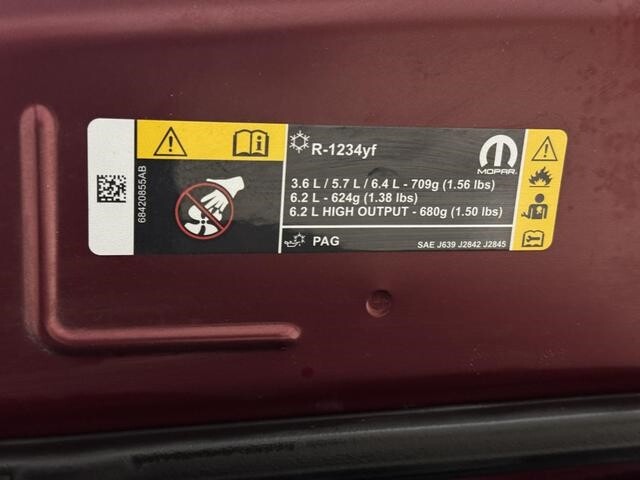 68420855AB
R-1234yf
MOPAR
3.6 L / 5.7 L / 6.4 L - 709g (1.56 lbs)
6.2 L - 624g (1.38 lbs)
6.2 L HIGH OUTPUT - 680g (1.50 lbs)
PAG
SAE J639 J2842 J2845